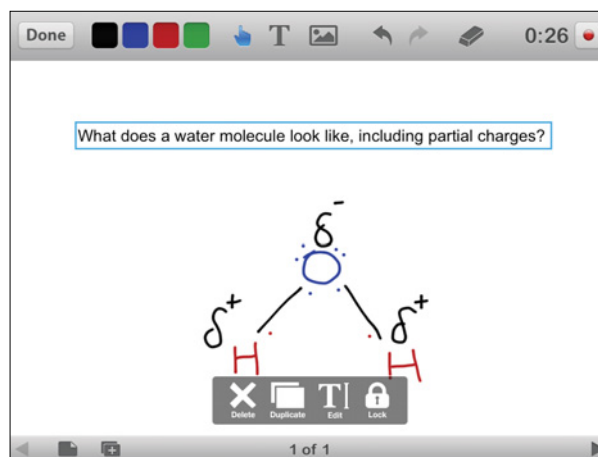 Done T 0:26
What does a water molecule look like, including partial charges?
δ-
O
δ+ δ+
H H
Delete Duplicate Edit Lock
1 of 1